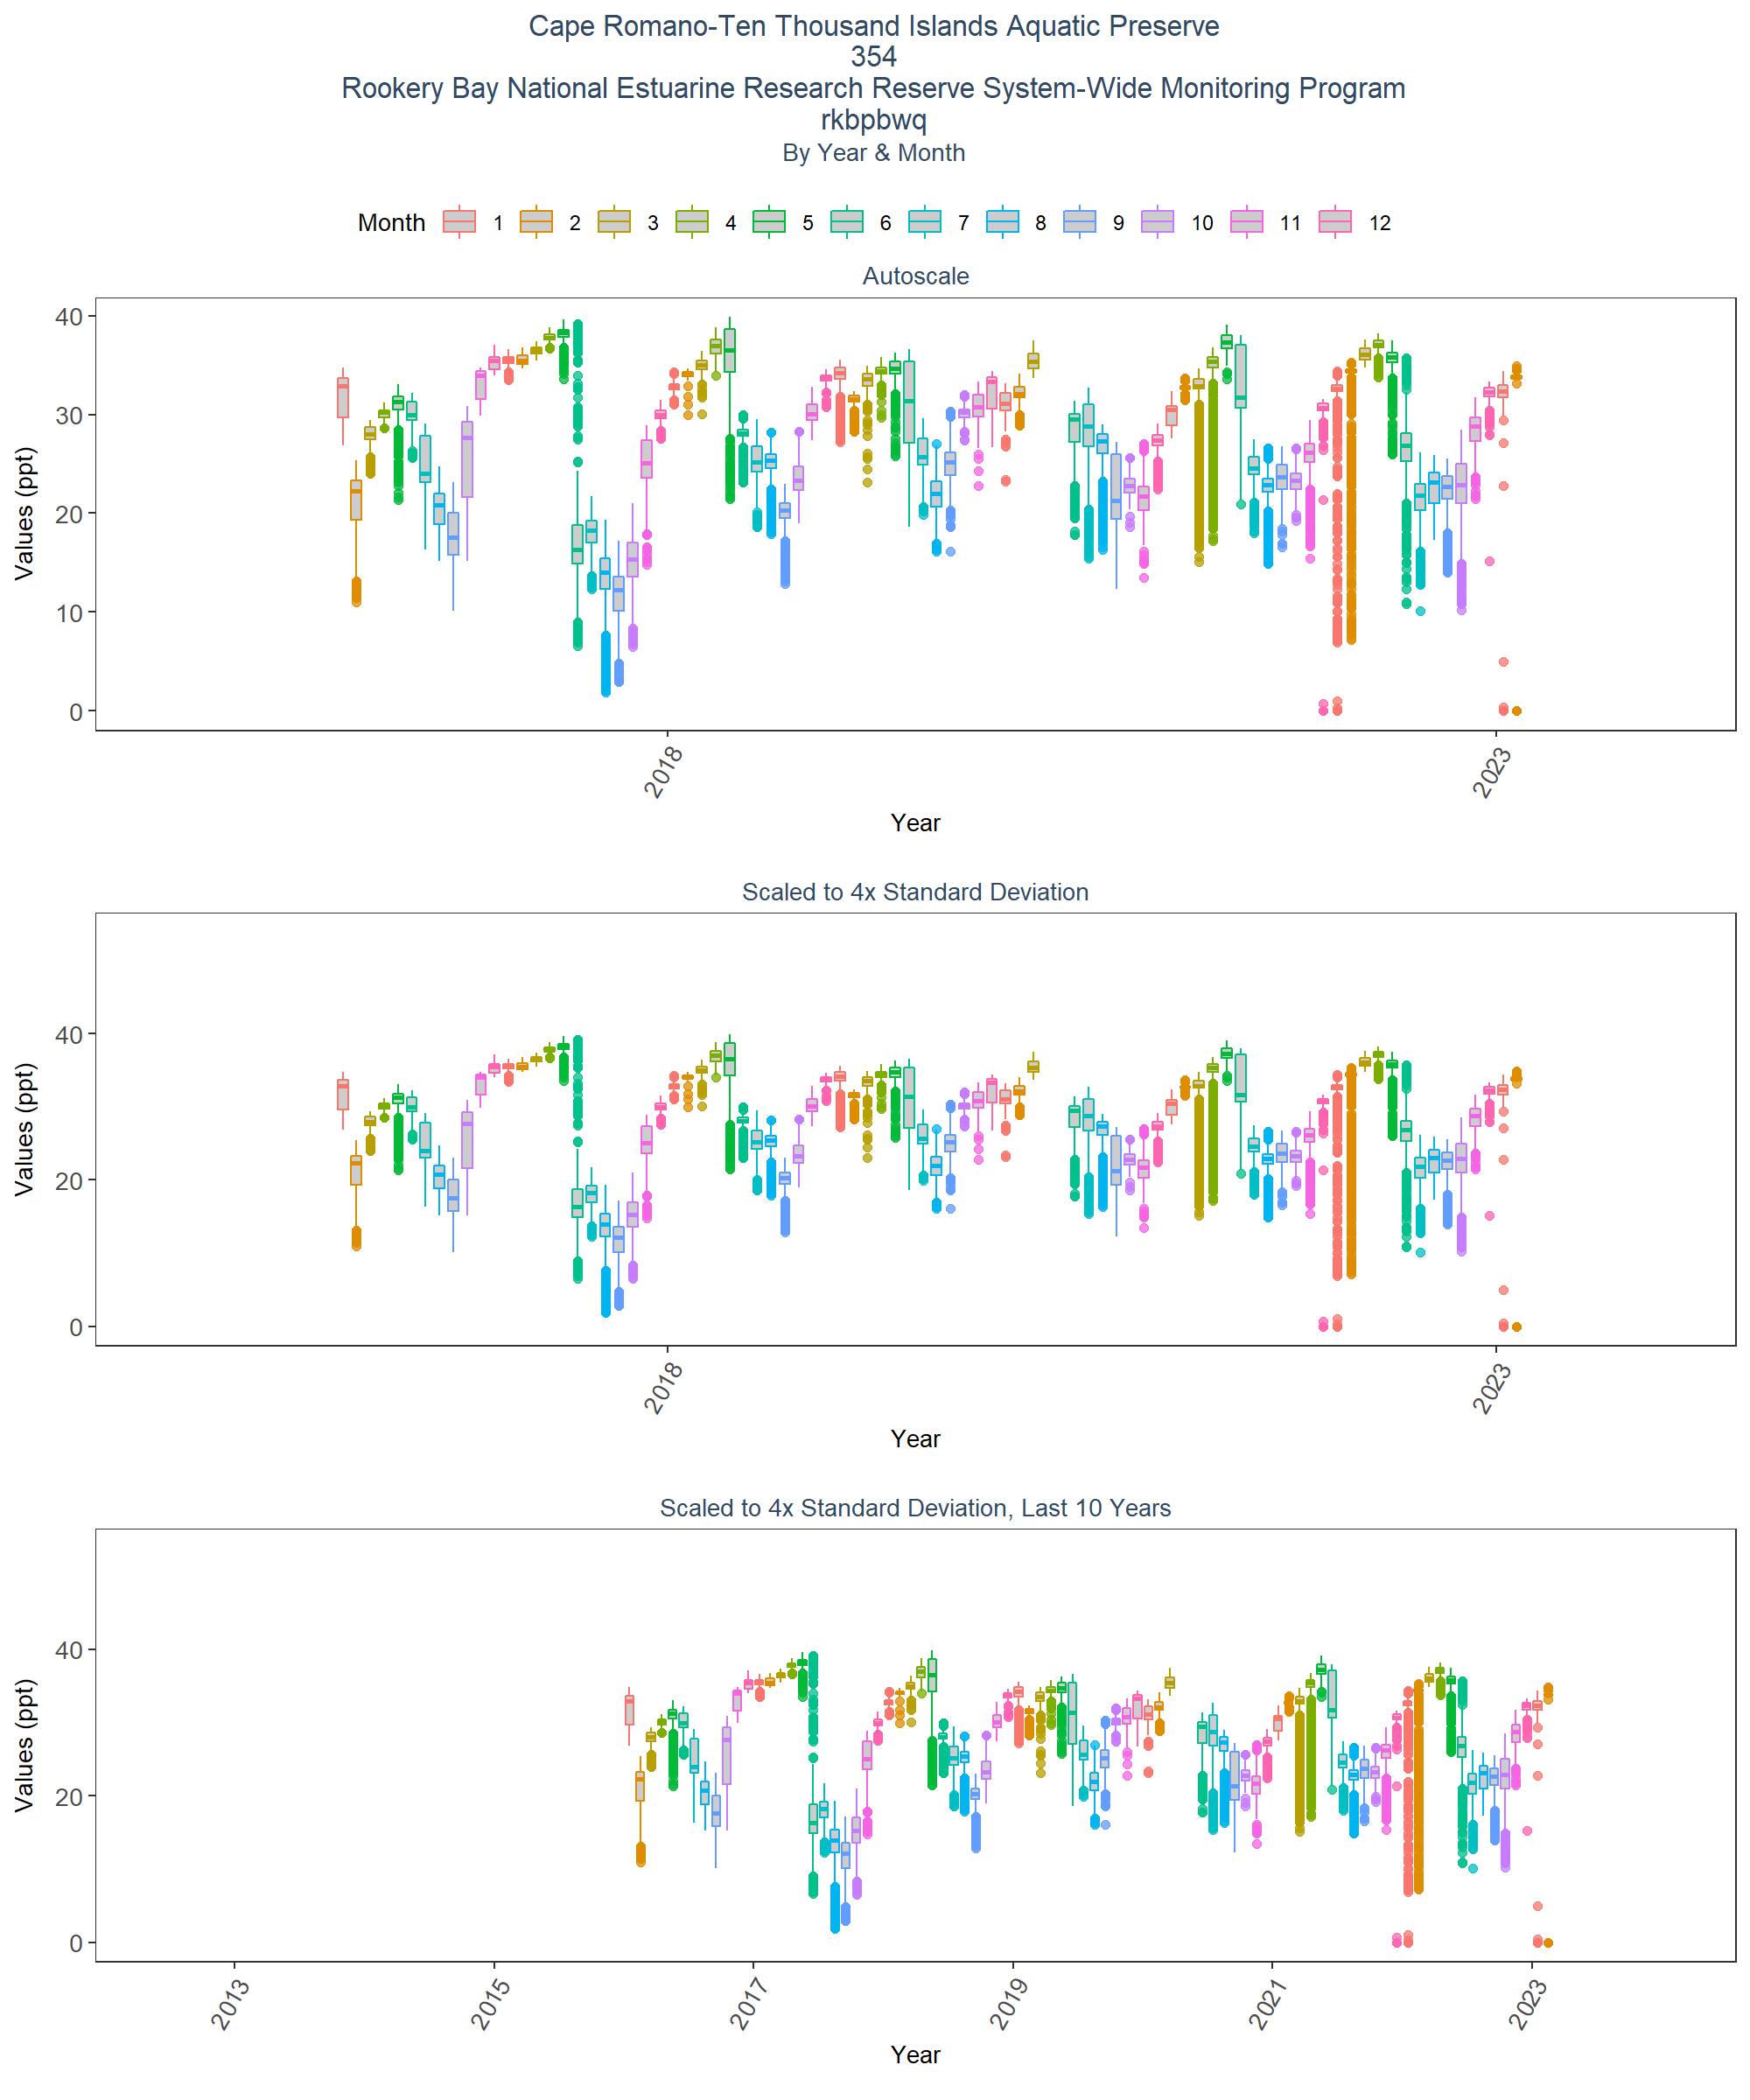 Cape Romano-Ten Thousand Islands Aquatic Preserve
354
Rookery Bay National Estuarine Research Reserve System-Wide Monitoring Program
rkbpbwq
By Year & Month
Month 1 2 3 4 5 6 7 8 9 10 11 12
Autoscale
Values (ppt)
40
30
20
10
0
2018 2023
Year
Scaled to 4x Standard Deviation
Values (ppt)
40
20
0
2018 2023
Year
Scaled to 4x Standard Deviation, Last 10 Years
Values (ppt)
40
20
0
2013 2015 2017 2019 2021 2023
Year